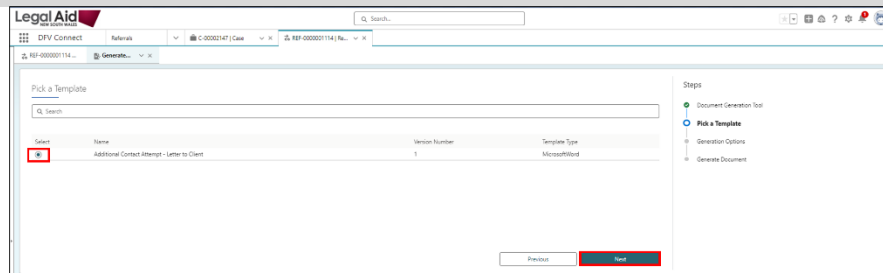 Legal Aid
NEW SOUTH WALES
Search...
DFV Connect
Referrals
C-00002147 | Case
REF-0000001114 | Re...
REF-0000001114 ...
Generate...
Pick a Template
Search
Select Name Version Number Template Type
Additional Contact Attempt - Letter to Client 1 MicrosoftWord
Previous
Next
Steps
Document Generation Tool
Pick a Template
Generation Options
Generate Document